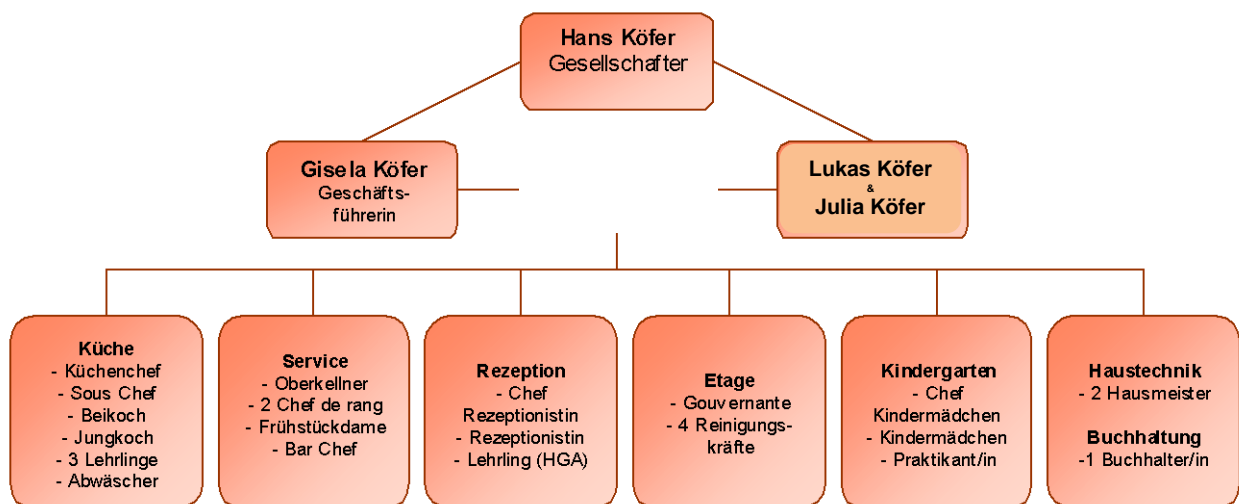 Hans Köfer
Gesellschafter
Gisela Köfer
Geschäfts-
führerin
Lukas Köfer
&
Julia Köfer
Küche
- Küchenchef
- Sous Chef
- Beikoch
- Jungkoch
- 3 Lehrlinge
- Abwäscher
Service
- Oberkellner
- 2 Chef de rang
- Frühstückdame
- Bar Chef
Rezeption
- Chef
Rezeptionistin
- Rezeptionistin
- Lehrling (HGA)
Etage
- Gouvernante
- 4 Reinigungs-
kräfte
Kindergarten
- Chef
Kindermädchen
- Kindermädchen
- Praktikant/in
Haustechnik
- 2 Hausmeister
Buchhaltung
-1 Buchhalter/in